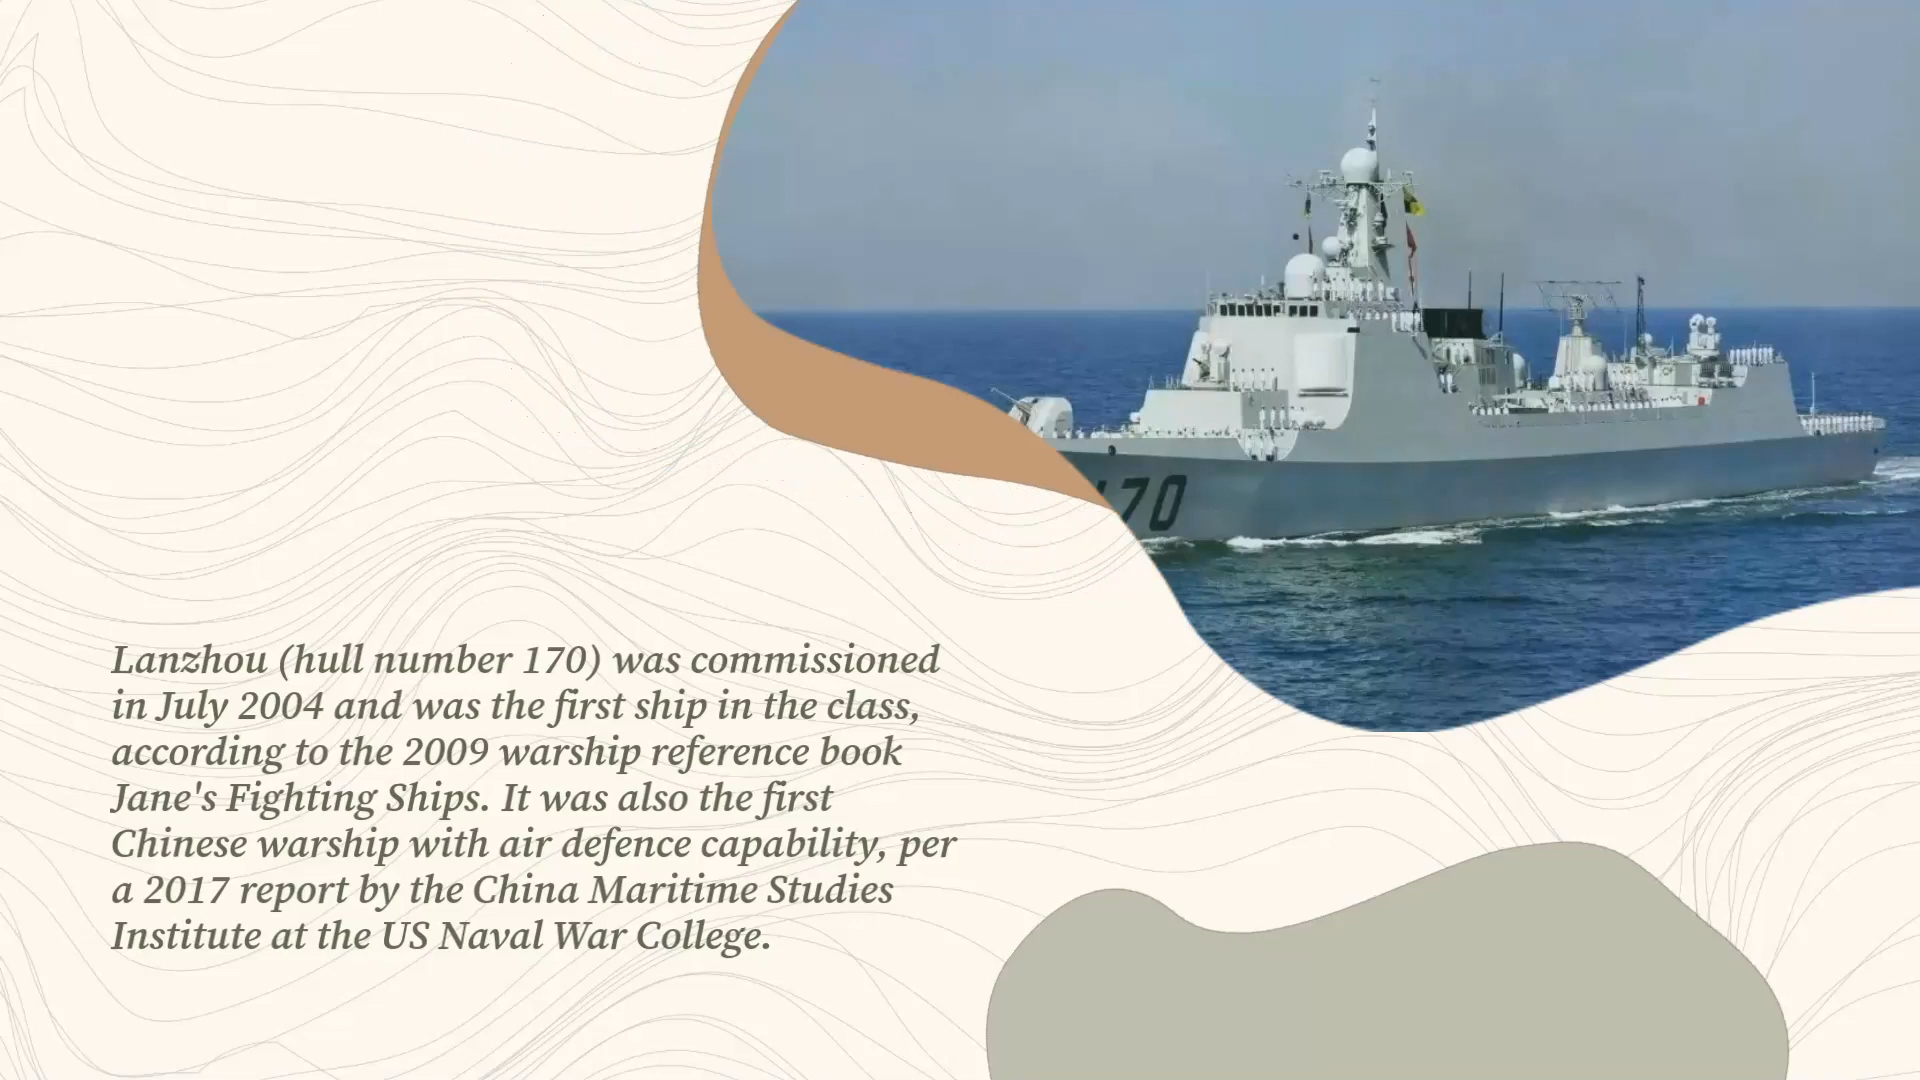 170
Lanzhou (hull number 170) was commissioned
in July 2004 and was the first ship in the class,
according to the 2009 warship reference book
Jane's Fighting Ships. It was also the first
Chinese warship with air defence capability, per
a 2017 report by the China Maritime Studies
Institute at the US Naval War College.